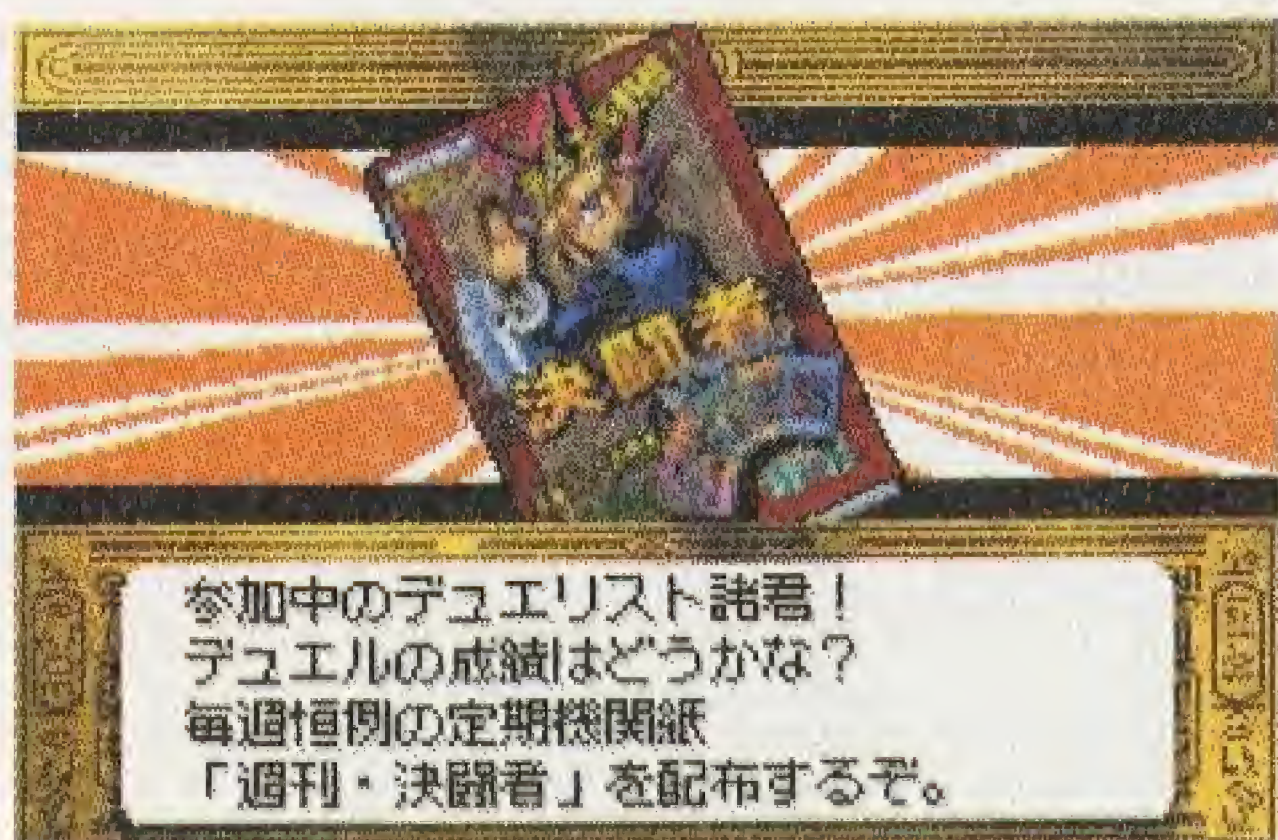 参加中のデュエリスト諸君！
デュエルの成績はどうかな？
毎週恒例の定期機関紙
「週刊・決闘者」を配布するぞ。